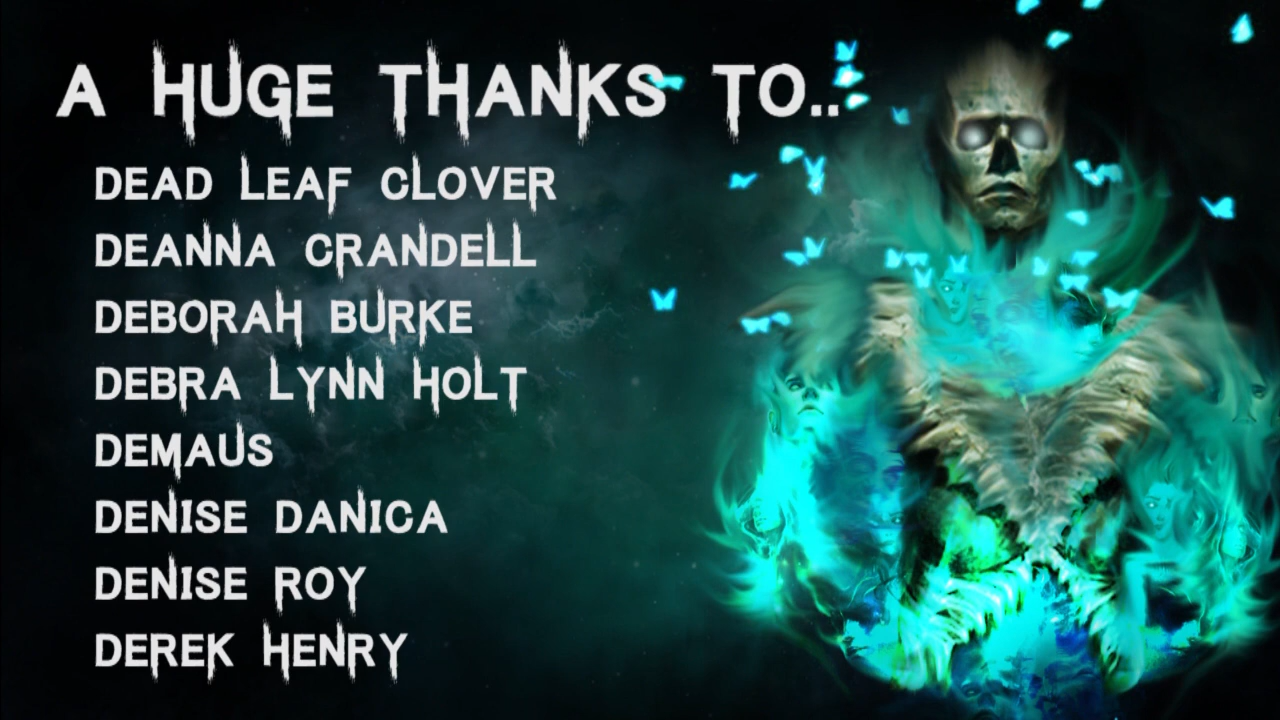 A HUGE THANKS TO..
DEAD LEAF CLOVER
DEANNA CRANDELL
DEBORAH BURKE
DEBRA LYNN HOLT
DEMAUS
DENISE DANICA
DENISE ROY
DEREK HENRY